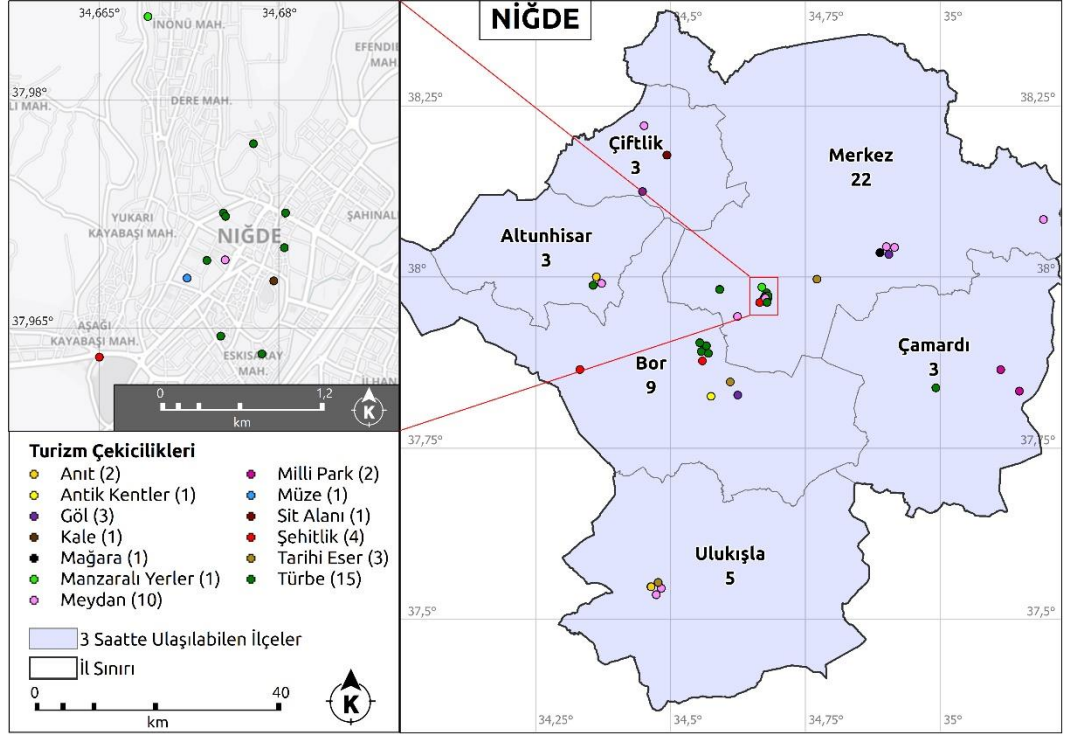 34,665°
34,68°
İNÖNÜ MAH.
EFENDİ
MAH
37,98°
Lİ MAH.
DERE MAH.
YUKARI
KAYABAŞI MAH.
ŞAHİNALİ
NİĞDE
37,965°
AŞAĞI
KAYABAŞI MAH.
ESKISARAY
MAH.
İLHAN
0
1,2
km
K
Turizm Çekicilikleri
Anıt (2)
Antik Kentler (1)
Göl (3)
Kale (1)
Mağara (1)
Manzaralı Yerler (1)
Meydan (10)
Milli Park (2)
Müze (1)
Sit Alanı (1)
Şehitlik (4)
Tarihi Eser (3)
Türbe (15)
3 Saatte Ulaşılabilen İlçeler
İl Sınırı
0
40
km
K
NİĞDE
34,5°
34,75°
35°
38,25°
38,25°
Çiftlik
3
Merkez
22
Altunhisar
3
38°
38°
Çamardı
3
Bor
9
37,75°
37,75°
Ulukışla
5
37,5°
37,5°
34,25°
34,5°
34,75°
35°